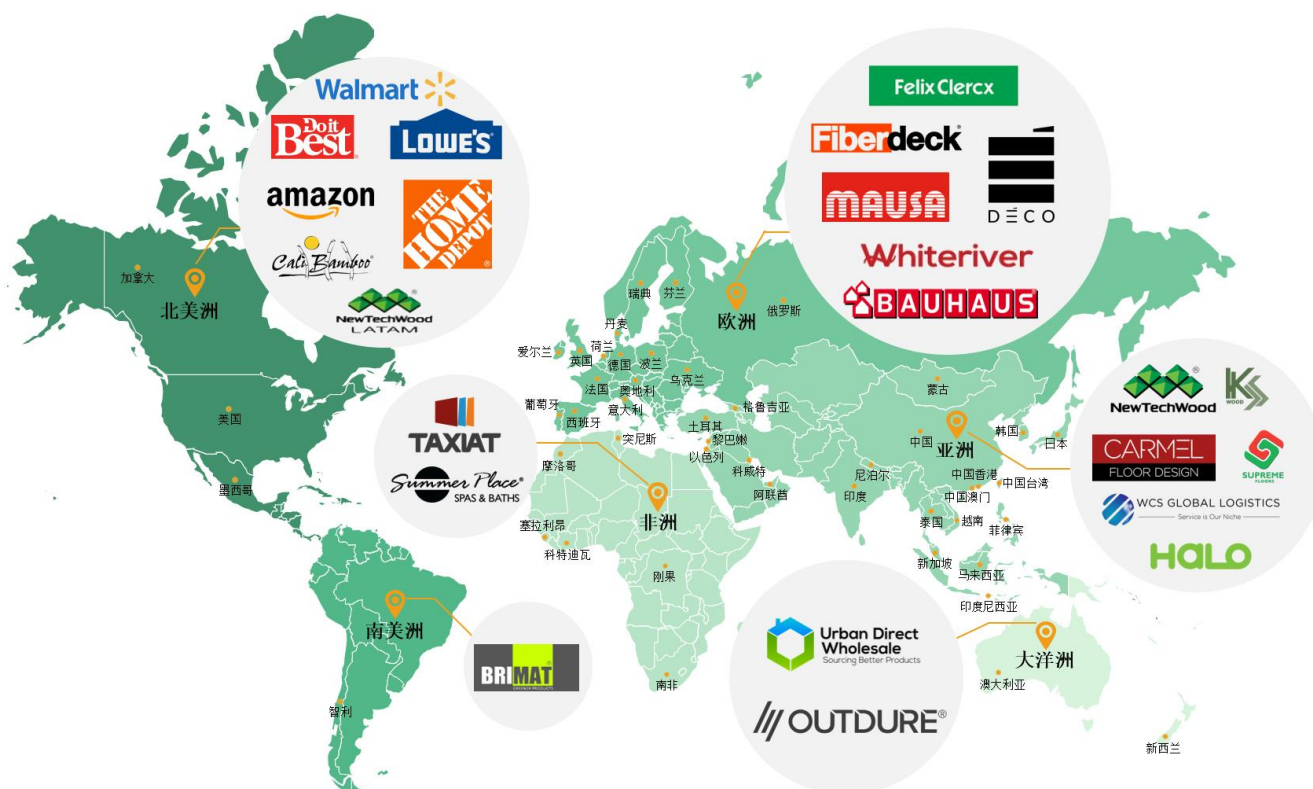 Walmart
Do it
Best
LOWE'S
amazon
THE
HOME
DEPOT
Cali Bamboo
NewTechWood
LATAM
Felix Clercx
Fiberdeck
DÉCO
MAUSA
Whiteriver
BAUHAUS
加拿大
北美洲
美国
墨西哥
瑞典
芬兰
欧洲
俄罗斯
丹麦
爱尔兰
英国
荷兰
德国
波兰
法国
奥地利
乌克兰
葡萄牙
西班牙
意大利
格鲁吉亚
土耳其
突尼斯
黎巴嫩
以色列
摩洛哥
科威特
阿联酋
蒙古
亚洲
中国
韩国
日本
尼泊尔
印度
中国香港
中国台湾
中国澳门
泰国
越南
菲律宾
新加坡
马来西亚
印度尼西亚
TAXIAT
Summer Place
SPAS & BATHS
非洲
塞拉利昂
科特迪瓦
刚果
南非
NewTechWood
KS
WOOD
CARMEL
FLOOR DESIGN
SUPREME
FLOORS
WCS GLOBAL LOGISTICS
Service is Our Niche
HALO
南美洲
智利
BRIMAT
GREENER PRODUCTS
Urban Direct
Wholesale
Sourcing Better Products
OUTDURE®
大洋洲
澳大利亚
新西兰